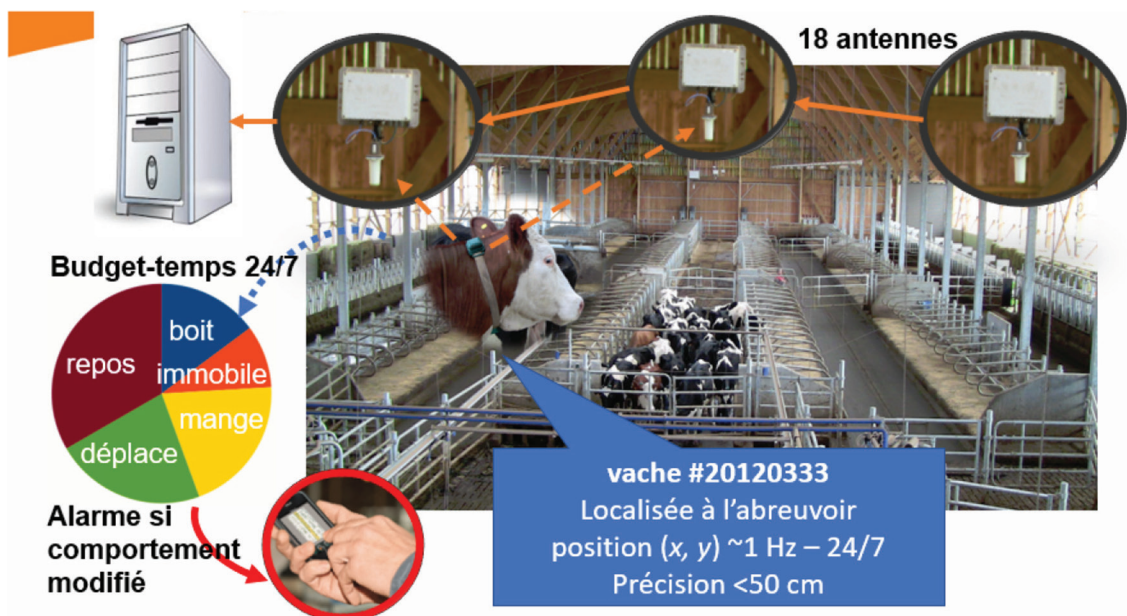 18 antennes
Budget-temps 24/7
boit
repos
immobile
mange
déplace
Alarme si
comportement
modifié
vache #20120333
Localisée à l’abreuvoir
position (x, y) ~1 Hz – 24/7
Précision <50 cm